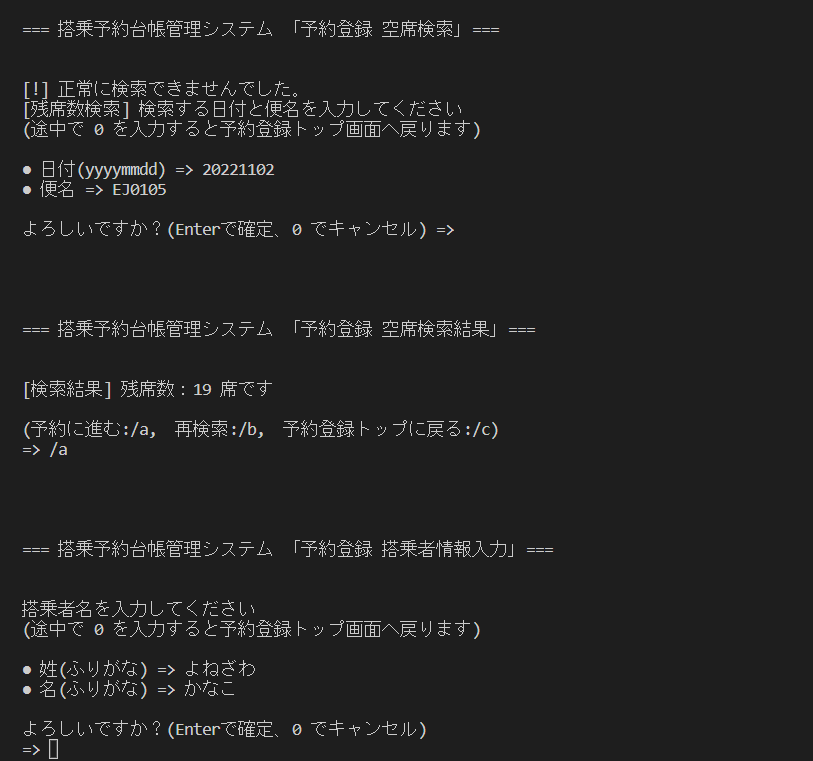 === 搭乗予約台帳管理システム 「予約登録 空席検索」===
[!] 正常に検索できませんでした。
[残席数検索] 検索する日付と便名を入力してください
(途中で 0 を入力すると予約登録トップ画面へ戻ります)
● 日付(yyyymmdd) => 20221102
● 便名 => EJ0105
よろしいですか？(Enterで確定、0 でキャンセル) =>
=== 搭乗予約台帳管理システム 「予約登録 空席検索結果」===
[検索結果] 残席数：19 席です
(予約に進む:/a, 再検索:/b, 予約登録トップに戻る:/c)
=> /a
=== 搭乗予約台帳管理システム 「予約登録 搭乗者情報入力」===
搭乗者名を入力してください
(途中で 0 を入力すると予約登録トップ画面へ戻ります)
● 姓(ふりがな) => よねざわ
● 名(ふりがな) => かなこ
よろしいですか？(Enterで確定、0 でキャンセル)
=>